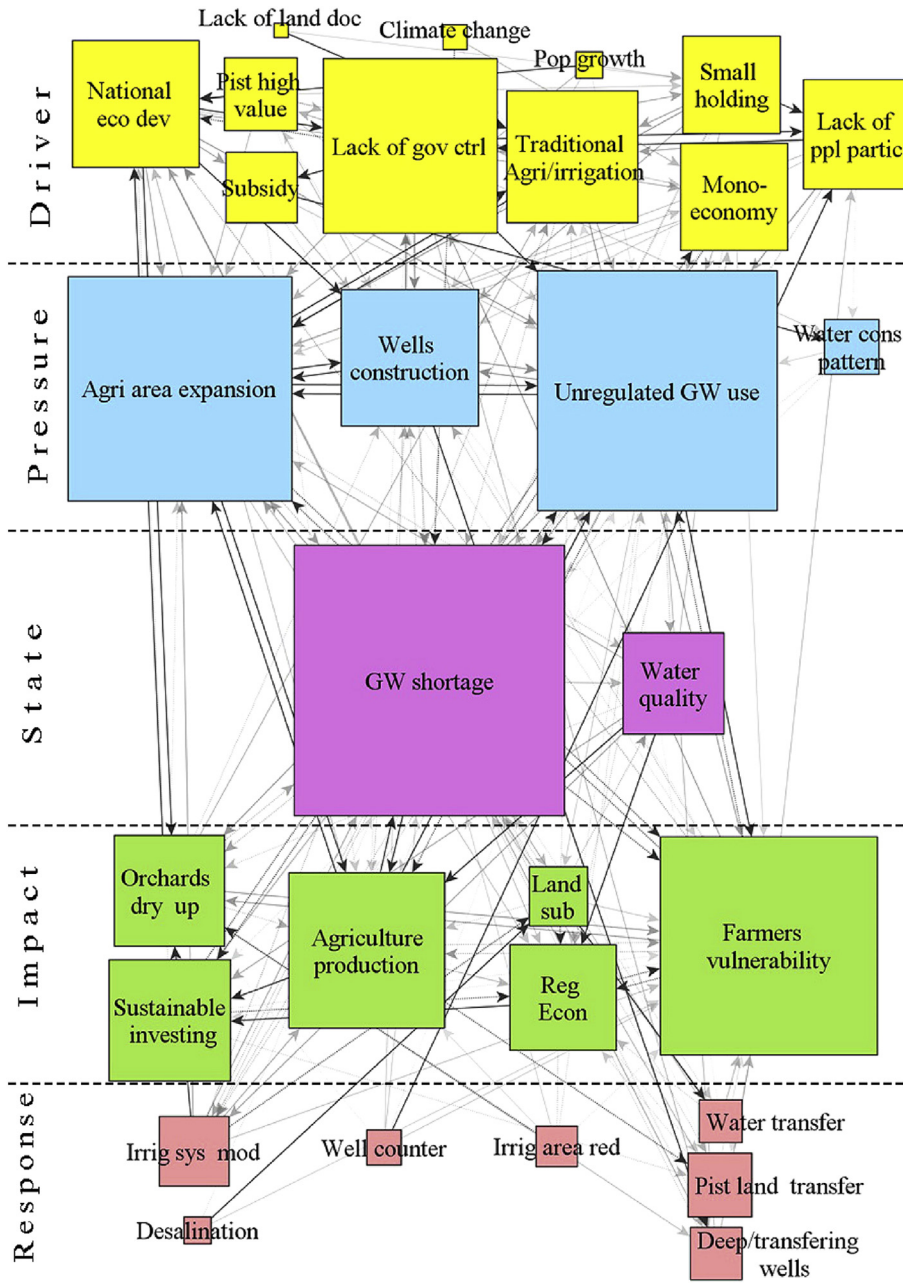 Driver
Lack of land doc
Climate change
Pop growth
National
eco dev
Pist high
value
Lack of gov ctrl
Traditional
Agri/irrigation
Small
holding
Lack of
ppl partic
Subsidy
Mono-
economy
Pressure
Agri area expansion
Wells
construction
Unregulated GW use
Water cons
pattern
State
GW shortage
Water
quality
Impact
Orchards
dry up
Agriculture
production
Land
sub
Farmers
vulnerability
Sustainable
investing
Reg
Econ
Response
Irrig sys mod
Well counter
Irrig area red
Water transfer
Pist land transfer
Desalination
Deep/transfering
wells